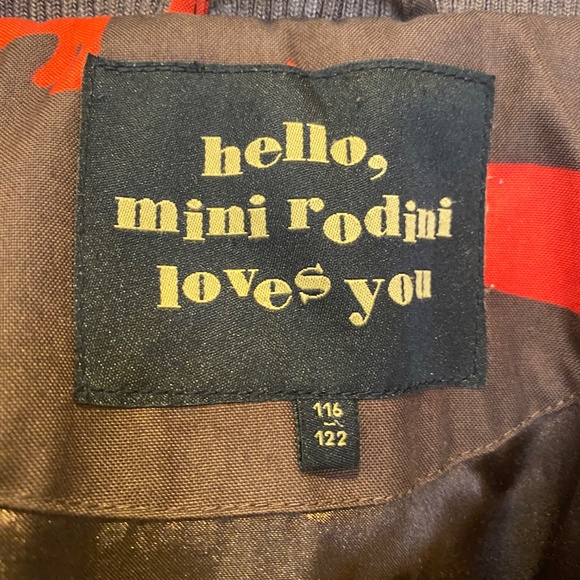 hello,
mini rodini
loves you
116
122